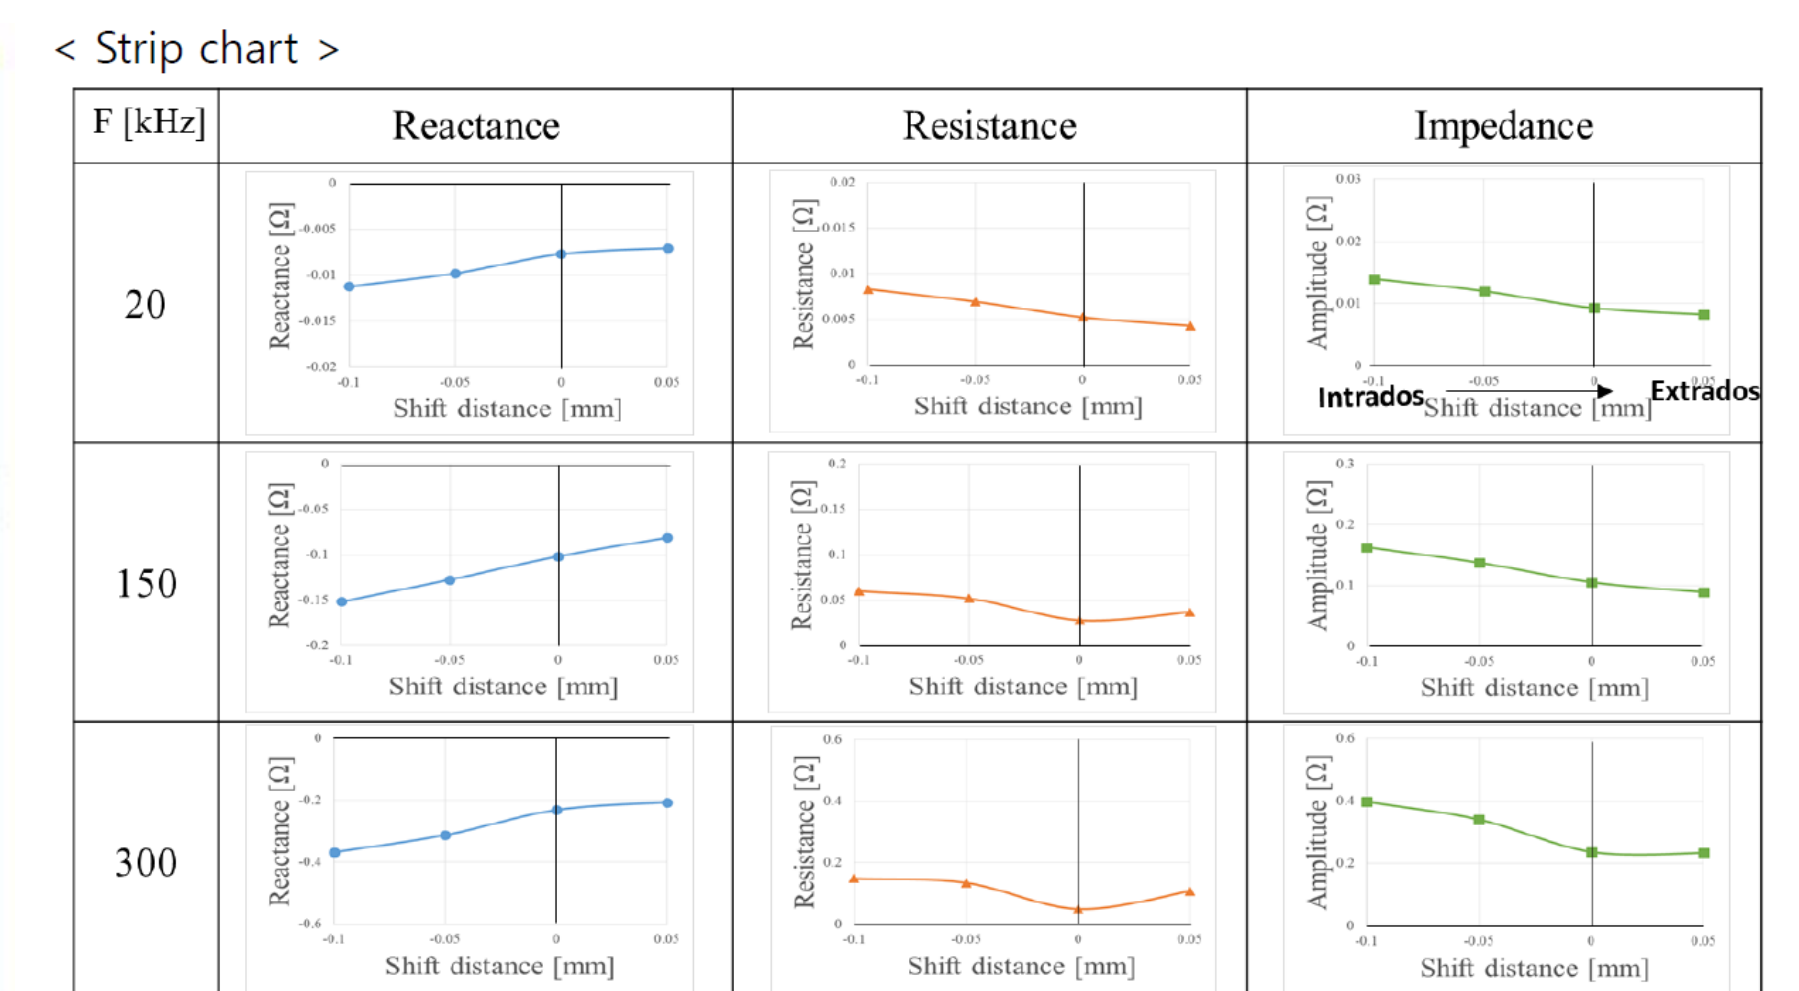 < Strip chart >
F [kHz] Reactance Resistance Impedance
20
Reactance [Ω]
0
-0.005
-0.01
-0.015
-0.02
-0.1 -0.05 0 0.05
Shift distance [mm]
Resistance [Ω]
0.02
0.015
0.01
0.005
0
-0.1 -0.05 0 0.05
Shift distance [mm]
Amplitude [Ω]
0.03
0.02
0.01
0
-0.1 -0.05 0 0.05
Intrados Extrados
Shift distance [mm]
150
Reactance [Ω]
0
-0.05
-0.1
-0.15
-0.2
-0.1 -0.05 0 0.05
Shift distance [mm]
Resistance [Ω]
0.2
0.15
0.1
0.05
0
-0.1 -0.05 0 0.05
Shift distance [mm]
Amplitude [Ω]
0.3
0.2
0.1
0
-0.1 -0.05 0 0.05
Shift distance [mm]
300
Reactance [Ω]
0
-0.2
-0.4
-0.6
-0.1 -0.05 0 0.05
Shift distance [mm]
Resistance [Ω]
0.6
0.4
0.2
0
-0.1 -0.05 0 0.05
Shift distance [mm]
Amplitude [Ω]
0.6
0.4
0.2
0
-0.1 -0.05 0 0.05
Shift distance [mm]